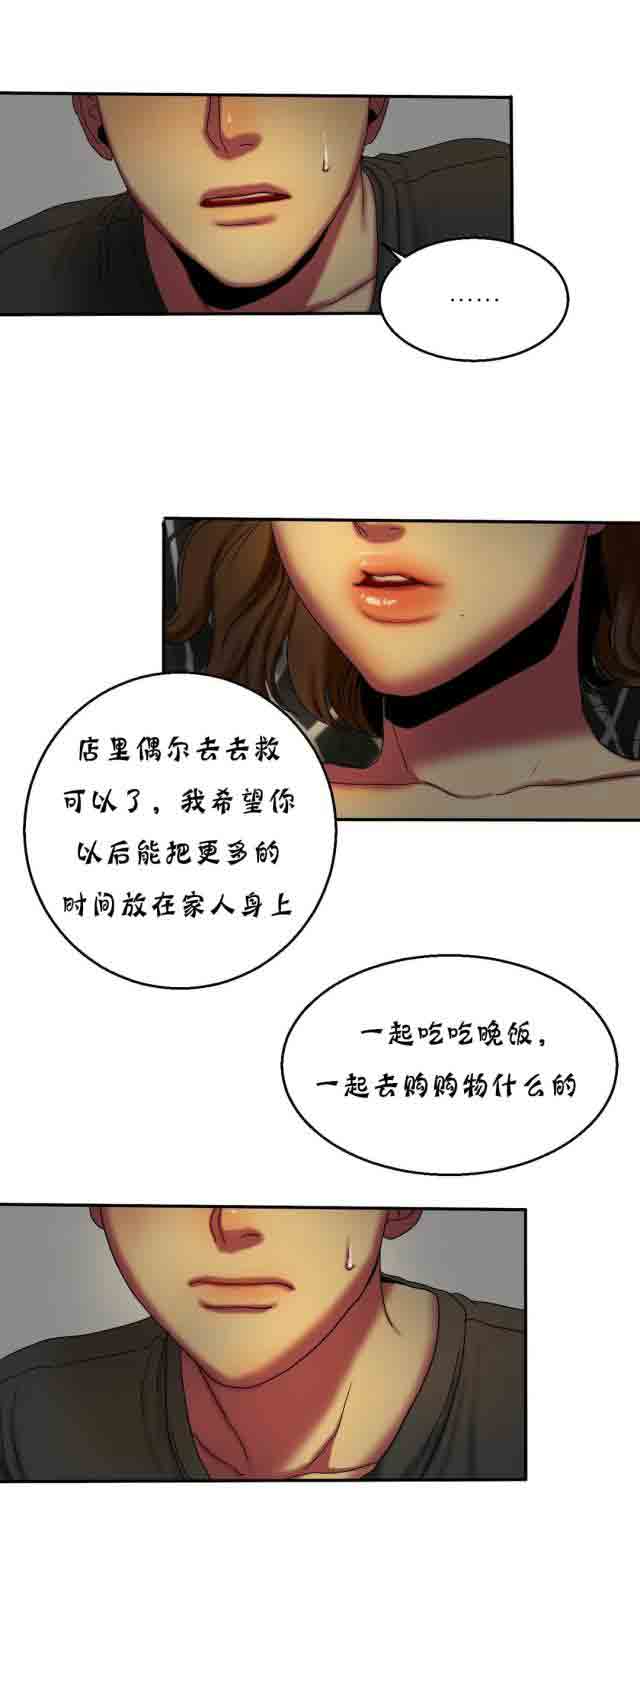 ……
店里偶尔去去救
可以了，我希望你
以后能把更多的
时间放在家人身上
一起吃吃晚饭，
一起去购购物什么的